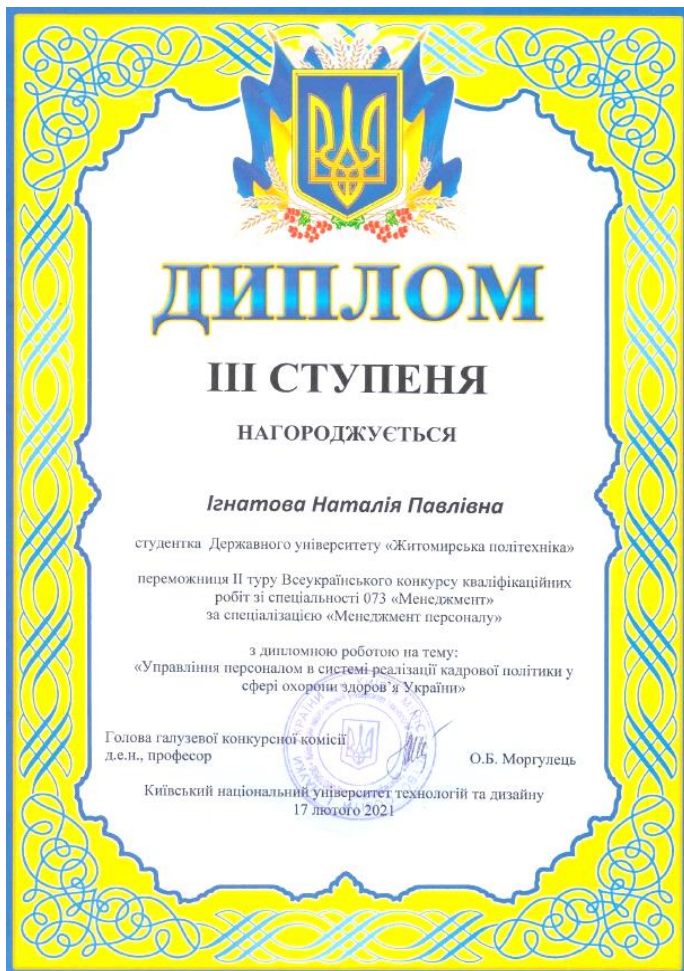 ДИПЛОМ
ІІІ СТУПЕНЯ
НАГОРОДЖУЄТЬСЯ
Ігнатова Наталія Павлівна
студентка Державного університету «Житомирська політехніка»
переможниця ІІ туру Всеукраїнського конкурсу кваліфікаційних
робіт зі спеціальності 073 «Менеджмент»
за спеціалізацією «Менеджмент персоналу»
з дипломною роботою на тему:
«Управління персоналом в системі реалізації кадрової політики у
сфері охорони здоров’я України»
Голова галузевої конкурсної комісії
д.е.н., професор О.Б. Моргулець
Київський національний університет технологій та дизайну
17 лютого 2021